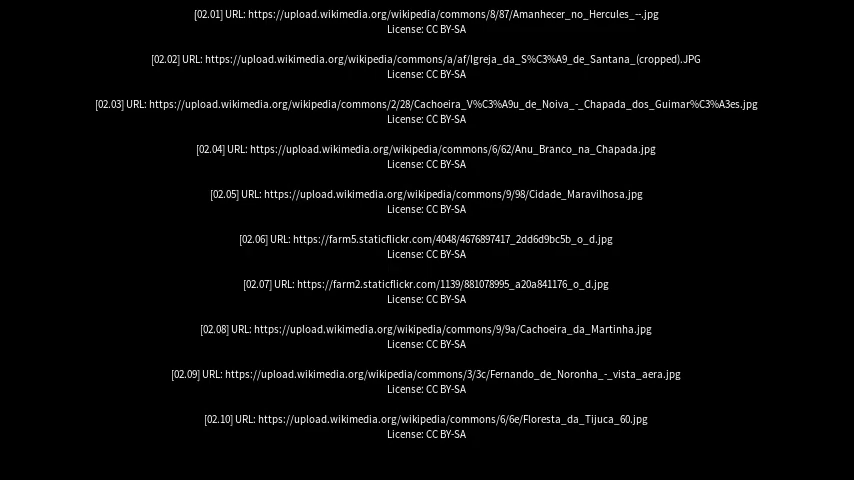 [02.01] URL: https://upload.wikimedia.org/wikipedia/commons/8/87/Amanhecer_no_Hercules_--.jpg
License: CC BY-SA
[02.02] URL: https://upload.wikimedia.org/wikipedia/commons/a/af/Igreja_da_S%C3%A9_de_Santana_(cropped).JPG
License: CC BY-SA
[02.03] URL: https://upload.wikimedia.org/wikipedia/commons/2/28/Cachoeira_V%C3%A9u_de_Noiva_-_Chapada_dos_Guimar%C3%A3es.jpg
License: CC BY-SA
[02.04] URL: https://upload.wikimedia.org/wikipedia/commons/6/62/Anu_Branco_na_Chapada.jpg
License: CC BY-SA
[02.05] URL: https://upload.wikimedia.org/wikipedia/commons/9/98/Cidade_Maravilhosa.jpg
License: CC BY-SA
[02.06] URL: https://farm5.staticflickr.com/4048/4676897417_2dd6d9bc5b_o_d.jpg
License: CC BY-SA
[02.07] URL: https://farm2.staticflickr.com/1139/881078995_a20a841176_o_d.jpg
License: CC BY-SA
[02.08] URL: https://upload.wikimedia.org/wikipedia/commons/9/9a/Cachoeira_da_Martinha.jpg
License: CC BY-SA
[02.09] URL: https://upload.wikimedia.org/wikipedia/commons/3/3c/Fernando_de_Noronha_-_vista_aera.jpg
License: CC BY-SA
[02.10] URL: https://upload.wikimedia.org/wikipedia/commons/6/6e/Floresta_da_Tijuca_60.jpg
License: CC BY-SA